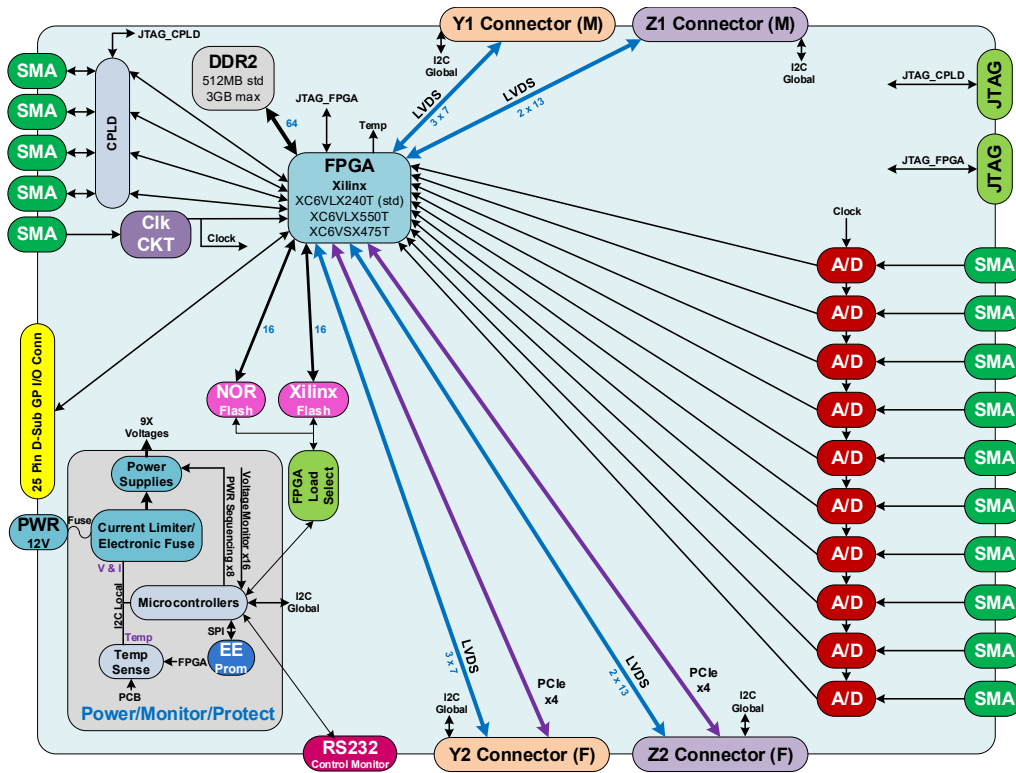 Y1 Connector (M)
Z1 Connector (M)
JTAG_CPLD
I2C
Global
I2C
Global
SMA
SMA
SMA
SMA
SMA
CPLD
DDR2
512MB std
3GB max
64
JTAG_FPGA
Temp
LVDS
3 x 7
LVDS
2 x 13
JTAG_CPLD
JTAG
JTAG_FPGA
JTAG
FPGA
Xilinx
XC6VLX240T (std)
XC6VLX550T
XC6VSX475T
Clk
CKT
Clock
Clock
A/D
SMA
A/D
SMA
A/D
SMA
A/D
SMA
A/D
SMA
A/D
SMA
A/D
SMA
A/D
SMA
A/D
SMA
A/D
SMA
25 Pin D-Sub GP I/O Conn
16
16
NOR
Flash
Xilinx
Flash
FPGA
Load
Select
9X
Voltages
Power
Supplies
PWR
12V
Fuse
Current Limiter/
Electronic Fuse
PWR Sequencing x8
Voltage Monitor x16
V & I
I2C Local
Microcontrollers
I2C
Global
SPI
Temp
Temp
Sense
FPGA
EE
Prom
PCB
Power/Monitor/Protect
RS232
Control Monitor
LVDS
3 x 7
PCIe
x4
LVDS
2 x 13
PCIe
x4
I2C
Global
I2C
Global
Y2 Connector (F)
Z2 Connector (F)